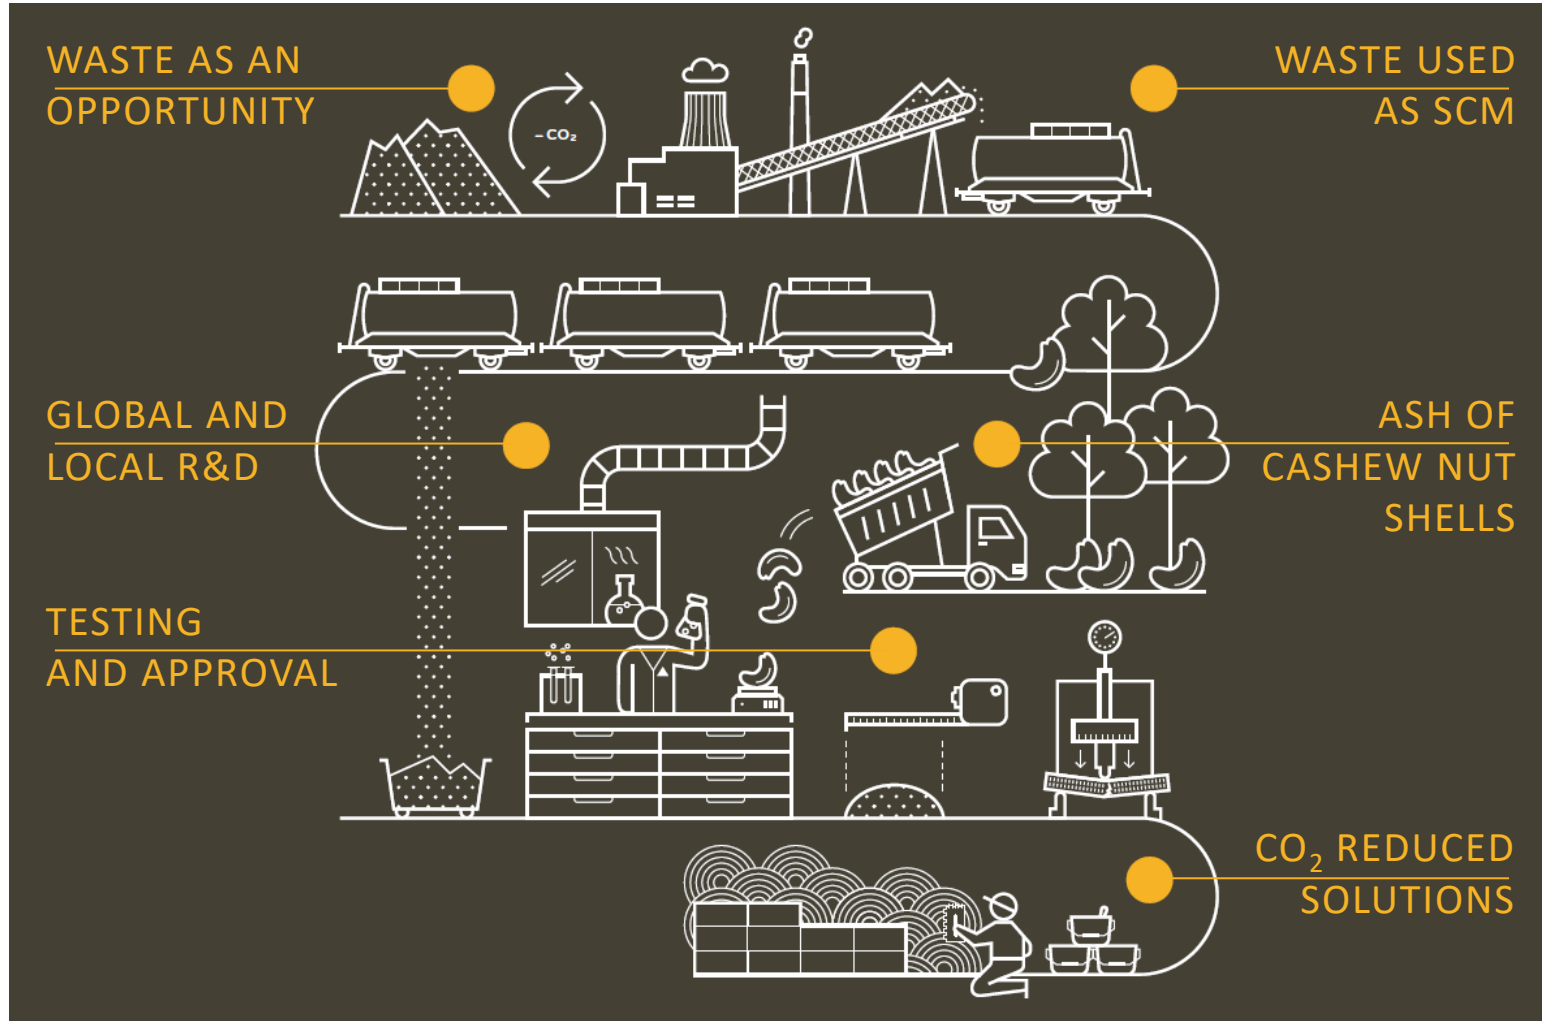 WASTE AS AN
OPPORTUNITY
– CO₂
WASTE USED
AS SCM
GLOBAL AND
LOCAL R&D
ASH OF
CASHEW NUT
SHELLS
TESTING
AND APPROVAL
CO₂ REDUCED
SOLUTIONS